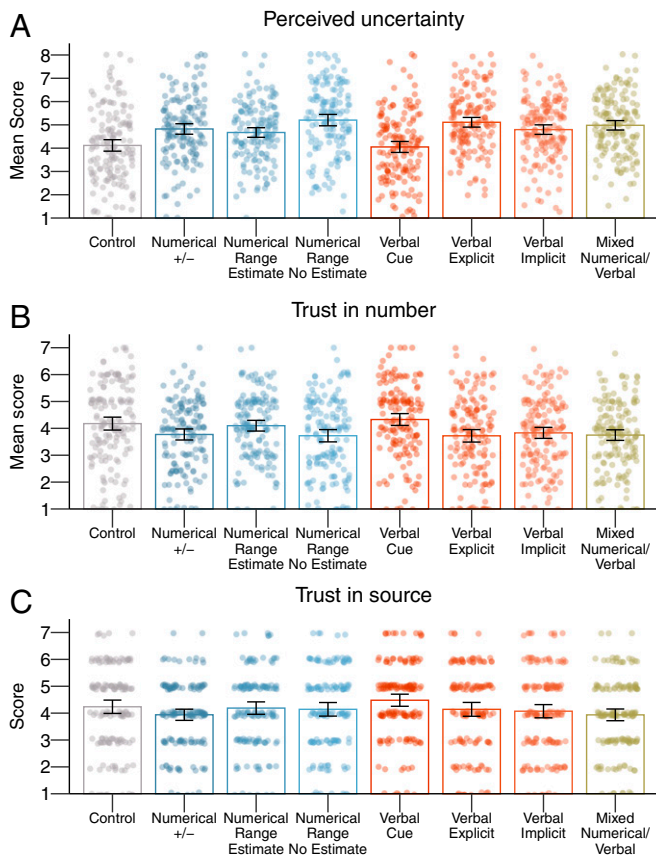 A
Perceived uncertainty
Mean Score
8
7
6
5
4
3
2
1
Control
Numerical
+/−
Numerical
Range
Estimate
Numerical
Range
No Estimate
Verbal
Cue
Verbal
Explicit
Verbal
Implicit
Mixed
Numerical/
Verbal
B
Trust in number
Mean score
7
6
5
4
3
2
1
Control
Numerical
+/−
Numerical
Range
Estimate
Numerical
Range
No Estimate
Verbal
Cue
Verbal
Explicit
Verbal
Implicit
Mixed
Numerical/
Verbal
C
Trust in source
Score
7
6
5
4
3
2
1
Control
Numerical
+/−
Numerical
Range
Estimate
Numerical
Range
No Estimate
Verbal
Cue
Verbal
Explicit
Verbal
Implicit
Mixed
Numerical/
Verbal